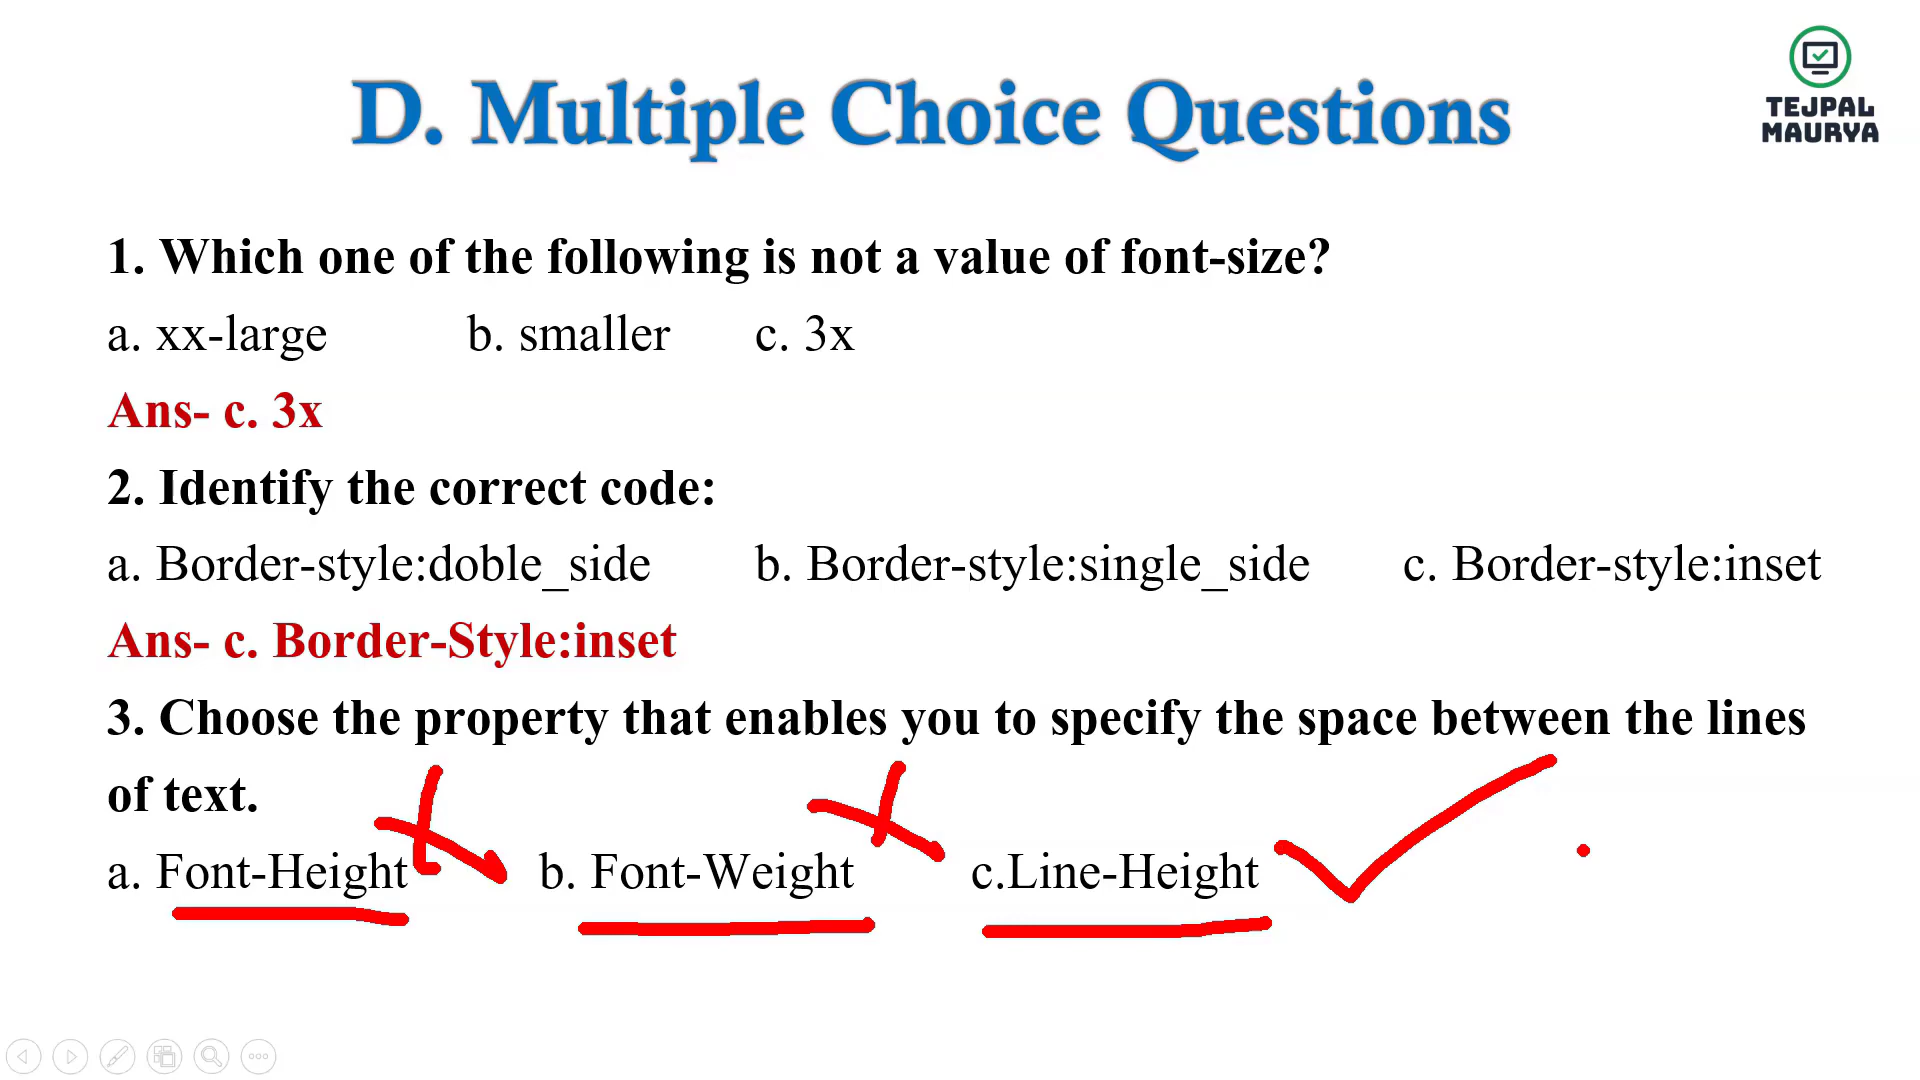 D. Multiple Choice Questions
TEJPAL
MAURYA
1. Which one of the following is not a value of font-size?
a. xx-large b. smaller c. 3x
Ans- c. 3x
2. Identify the correct code:
a. Border-style:doble_side b. Border-style:single_side c. Border-style:inset
Ans- c. Border-Style:inset
3. Choose the property that enables you to specify the space between the lines
of text.
a. Font-Height b. Font-Weight c.Line-Height